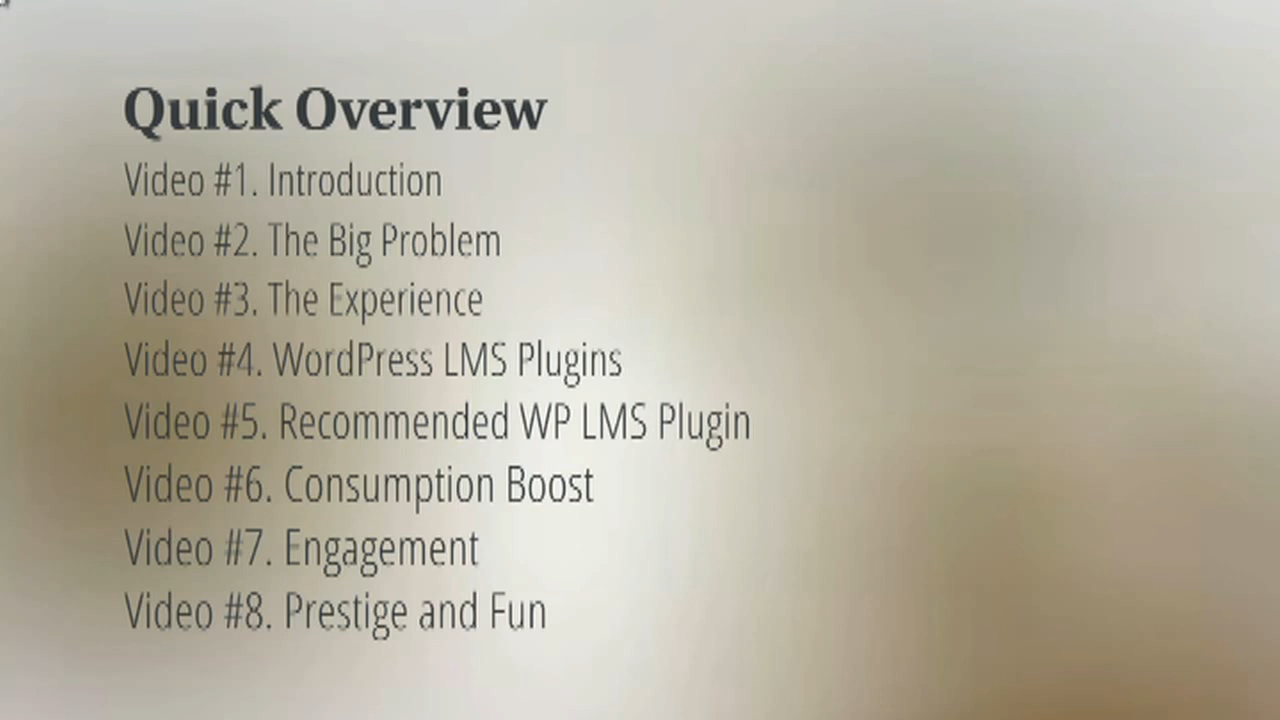 Quick Overview
Video #1. Introduction
Video #2. The Big Problem
Video #3. The Experience
Video #4. WordPress LMS Plugins
Video #5. Recommended WP LMS Plugin
Video #6. Consumption Boost
Video #7. Engagement
Video #8. Prestige and Fun